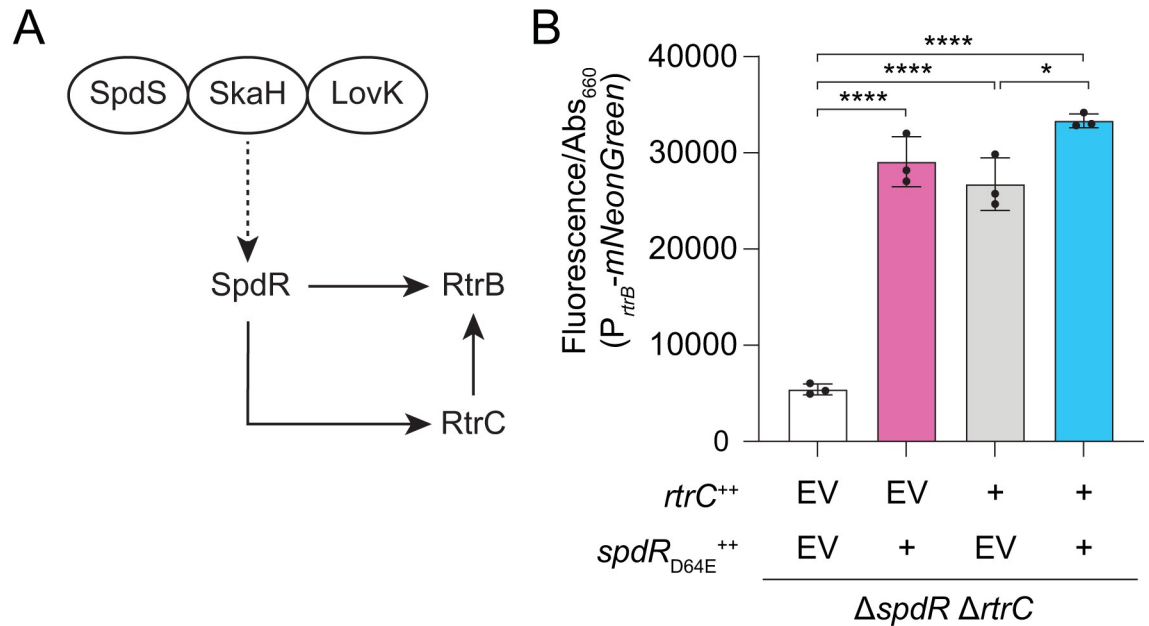 A
SpdS SkaH LovK
SpdR RtrB
RtrC
B
Fluorescence/Abs660
(PrtrB-mNeonGreen)
40000
30000
20000
10000
0
****
**** *
****
rtrC++ EV EV + +
spdRD64E++ EV + EV +
ΔspdR ΔrtrC